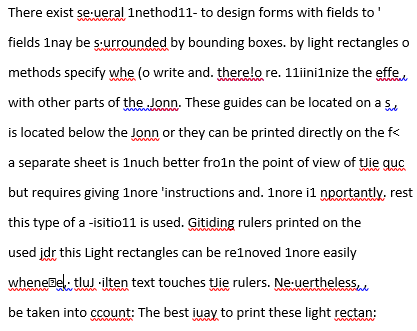 There exist se·ueral 1nethod11- to design forms with fields to '
fields 1nay be s·urrounded by bounding boxes. by light rectangles o
methods specify whe (o write and. there!o re. 11iini1nize the effe,
with other parts of the .Jonn. These guides can be located on a s,
is located below the Jonn or they can be printed directly on the f<
a separate sheet is 1nuch better fro1n the point of view of tJie quc
but requires giving 1nore 'instructions and. 1nore i1 nportantly. rest
this type of a -isitio11 is used. Gitiding rulers printed on the
used jdr this Light rectangles can be re1noved 1nore easily
whene⍰e,· tluJ ·ilten text touches tJie rulers. Ne·uertheless,,
be taken into ccount: The best iuay to print these light rectan: